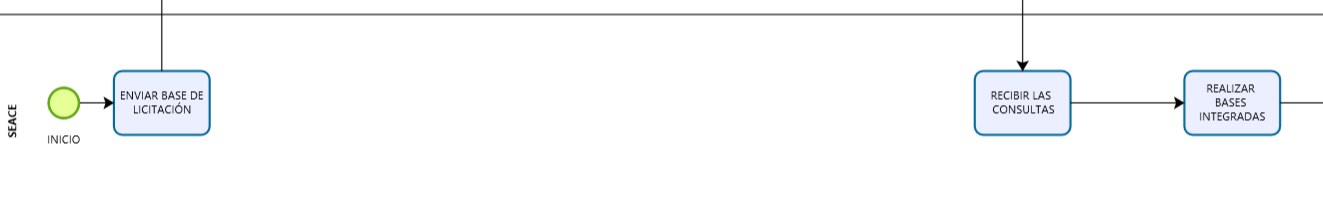 SEACE
INICIO
ENVIAR BASE DE
LICITACIÓN
RECIBIR LAS
CONSULTAS
REALIZAR
BASES
INTEGRADAS